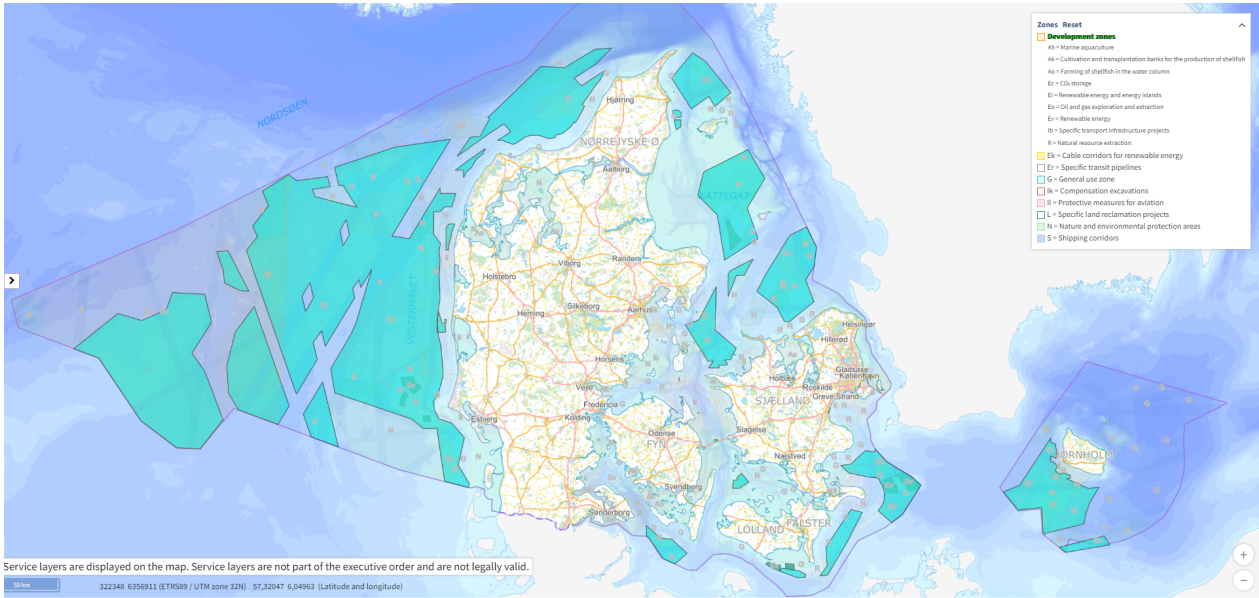 Zones Reset
Development zones
Ah = Marine aquaculture
Ak = Cultivation and transplantation banks for the production of shellfish
Ao = Farming of shellfish in the water column
Ec = CO₂ storage
Ei = Renewable energy and energy islands
Eo = Oil and gas exploration and extraction
Ev = Renewable energy
Ib = Specific transport infrastructure projects
R = Natural resource extraction
Ek = Cable corridors for renewable energy
Er = Specific transit pipelines
G = General use zone
Ik = Compensation excavations
Il = Protective measures for aviation
L = Specific land reclamation projects
N = Nature and environmental protection areas
S = Shipping corridors
NORDSØEN
Hjørring
NØRREJYSKE Ø
Aalborg
KATTEGAT
Viborg
Randers
Holstebro
VESTERHAVET
Silkeborg
Herning
Aarhus
Helsingør
Hillerød
Horsens
Gladsaxe
København
Holbæk
Roskilde
Vejle
Greve Strand
SJÆLLAND
Fredericia
Kolding
Esbjerg
Slagelse
Odense
FYN
Næstved
Svendborg
Sønderborg
LOLLAND
FALSTER
Service layers are displayed on the map. Service layers are not part of the executive order and are not legally valid.
50 km
322348 6356911 (ETRS89 / UTM zone 32N) 57,32047 6,04963 (Latitude and longitude)